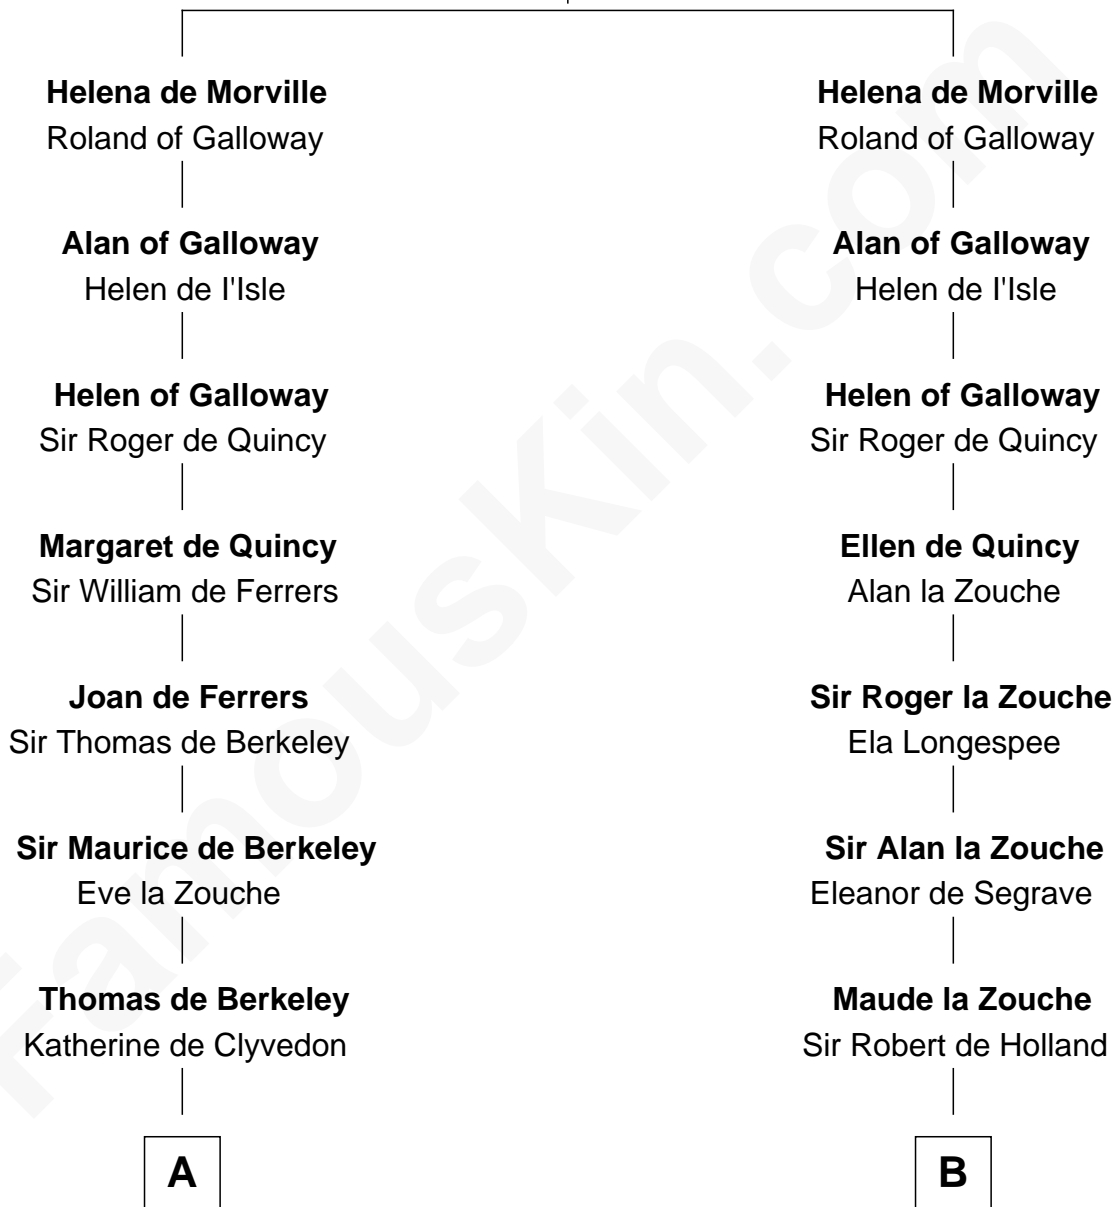 Helena de Morville
Roland of Galloway
Alan of Galloway
Helen de I'Isle
Helen of Galloway
Sir Roger de Quincy
Margaret de Quincy
Sir William de Ferrers
Joan de Ferrers
Sir Thomas de Berkeley
Sir Maurice de Berkeley
Eve la Zouche
Thomas de Berkeley
Katherine de Clyvedon
A
Helena de Morville
Roland of Galloway
Alan of Galloway
Helen de I'Isle
Helen of Galloway
Sir Roger de Quincy
Ellen de Quincy
Alan la Zouche
Sir Roger la Zouche
Ela Longespee
Sir Alan la Zouche
Eleanor de Segrave
Maude la Zouche
Sir Robert de Holland
B
FamousKin.com